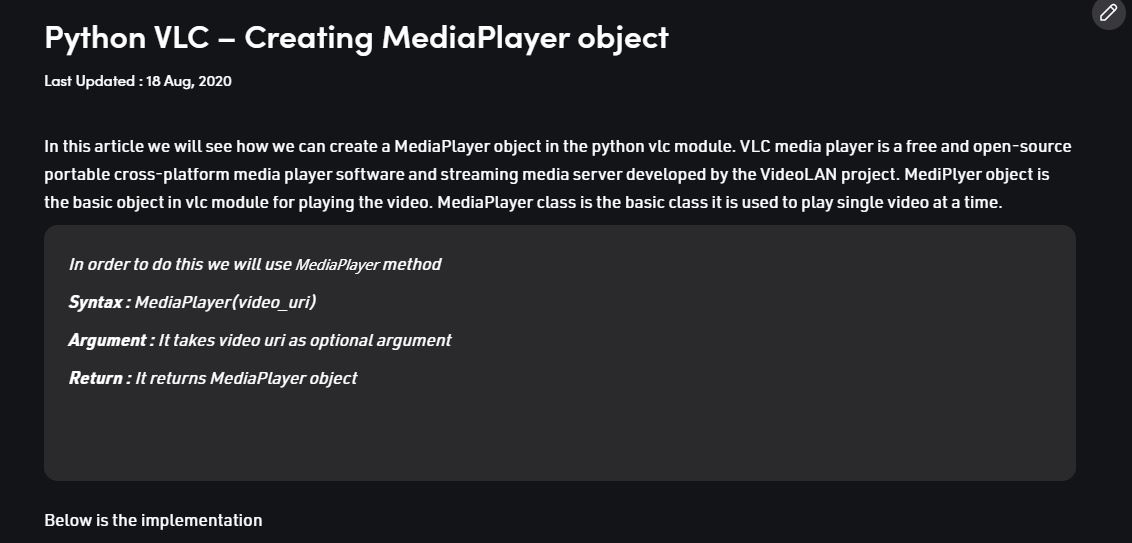 Python VLC – Creating MediaPlayer object
Last Updated : 18 Aug, 2020
In this article we will see how we can create a MediaPlayer object in the python vlc module. VLC media player is a free and open-source
portable cross-platform media player software and streaming media server developed by the VideoLAN project. MediPlyer object is
the basic object in vlc module for playing the video. MediaPlayer class is the basic class it is used to play single video at a time.
In order to do this we will use MediaPlayer method
Syntax : MediaPlayer(video_uri)
Argument : It takes video uri as optional argument
Return : It returns MediaPlayer object
Below is the implementation